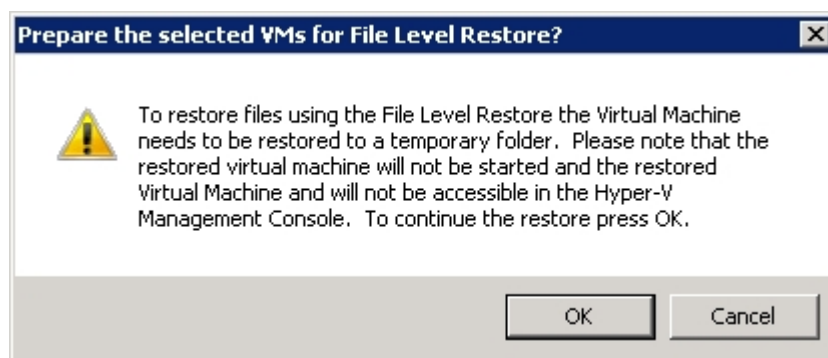 Prepare the selected VMs for File Level Restore?
To restore files using the File Level Restore the Virtual Machine
needs to be restored to a temporary folder.  Please note that the
restored virtual machine will not be started and the restored
Virtual Machine and will not be accessible in the Hyper-V
Management Console.  To continue the restore press OK.
OK
Cancel